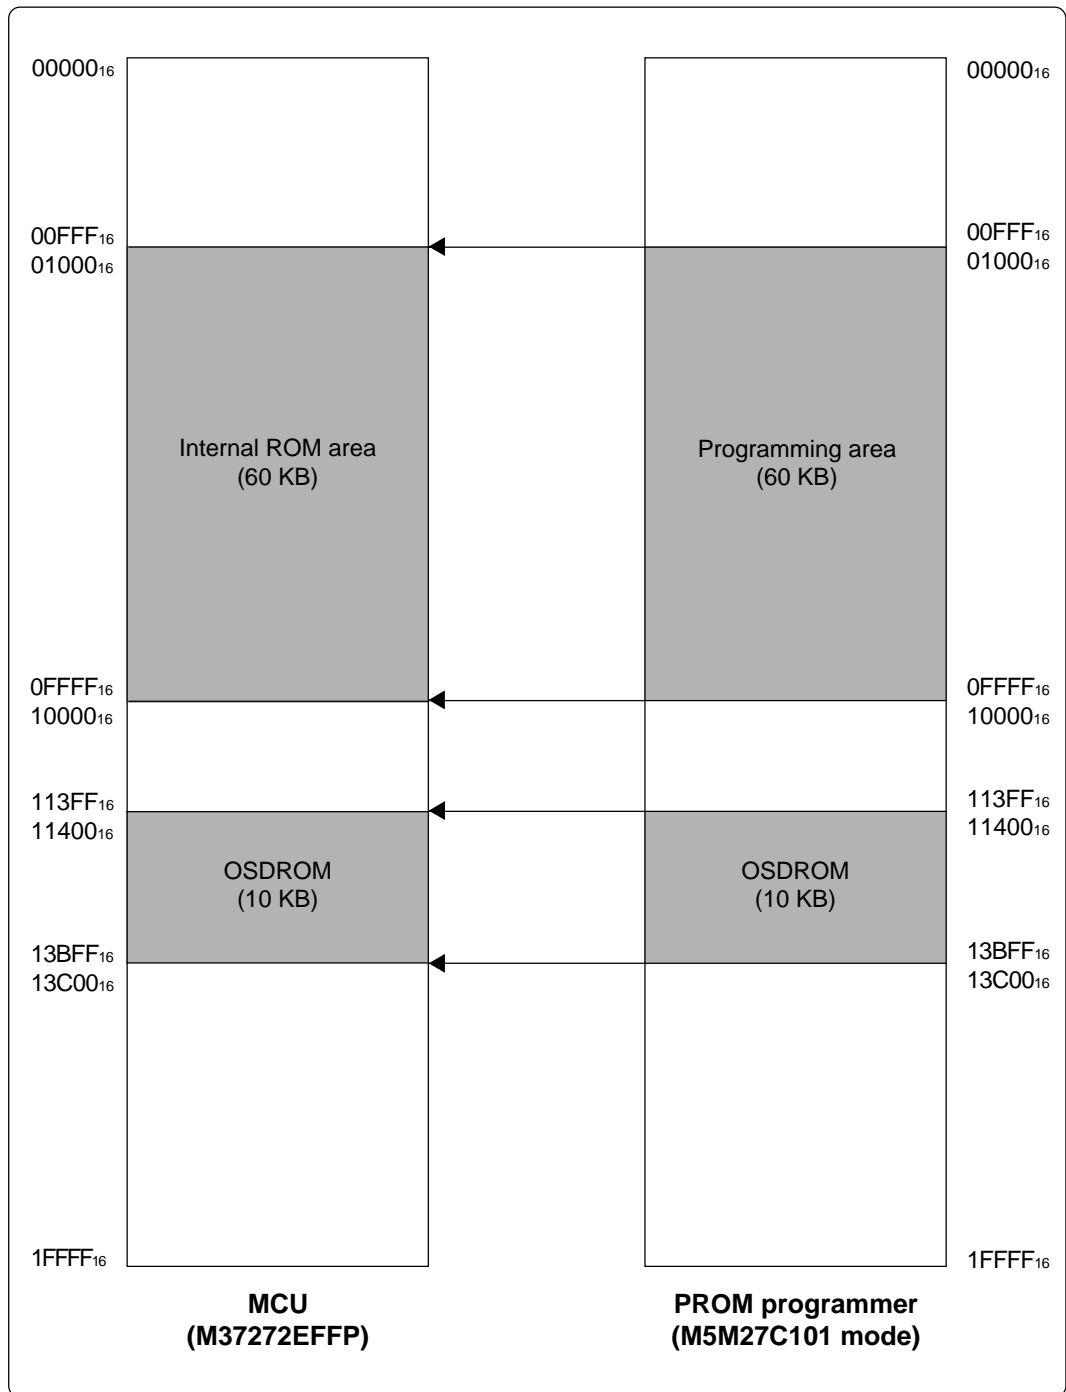 00000₁₆
00FFF₁₆
01000₁₆
Internal ROM area
(60 KB)
0FFFF₁₆
10000₁₆
113FF₁₆
11400₁₆
OSDROM
(10 KB)
13BFF₁₆
13C00₁₆
1FFFF₁₆
MCU
(M37272EFFP)
00000₁₆
00FFF₁₆
01000₁₆
Programming area
(60 KB)
0FFFF₁₆
10000₁₆
113FF₁₆
11400₁₆
OSDROM
(10 KB)
13BFF₁₆
13C00₁₆
1FFFF₁₆
PROM programmer
(M5M27C101 mode)